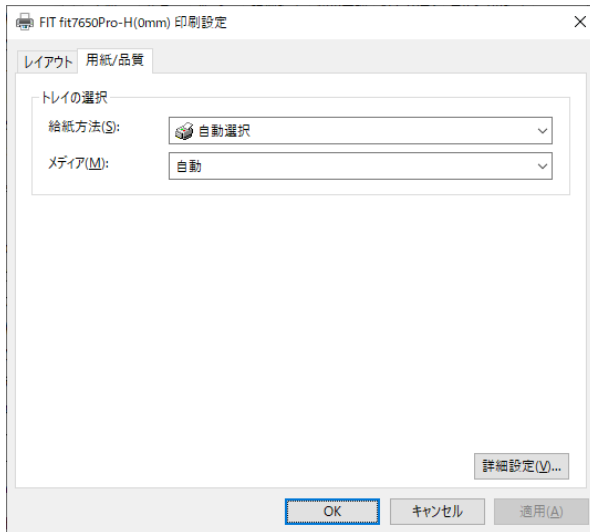 FIT fit7650Pro-H(0mm) 印刷設定
レイアウト 用紙/品質
トレイの選択
給紙方法(S): 自動選択
メディア(M): 自動
詳細設定(V)...
OK キャンセル 適用(A)